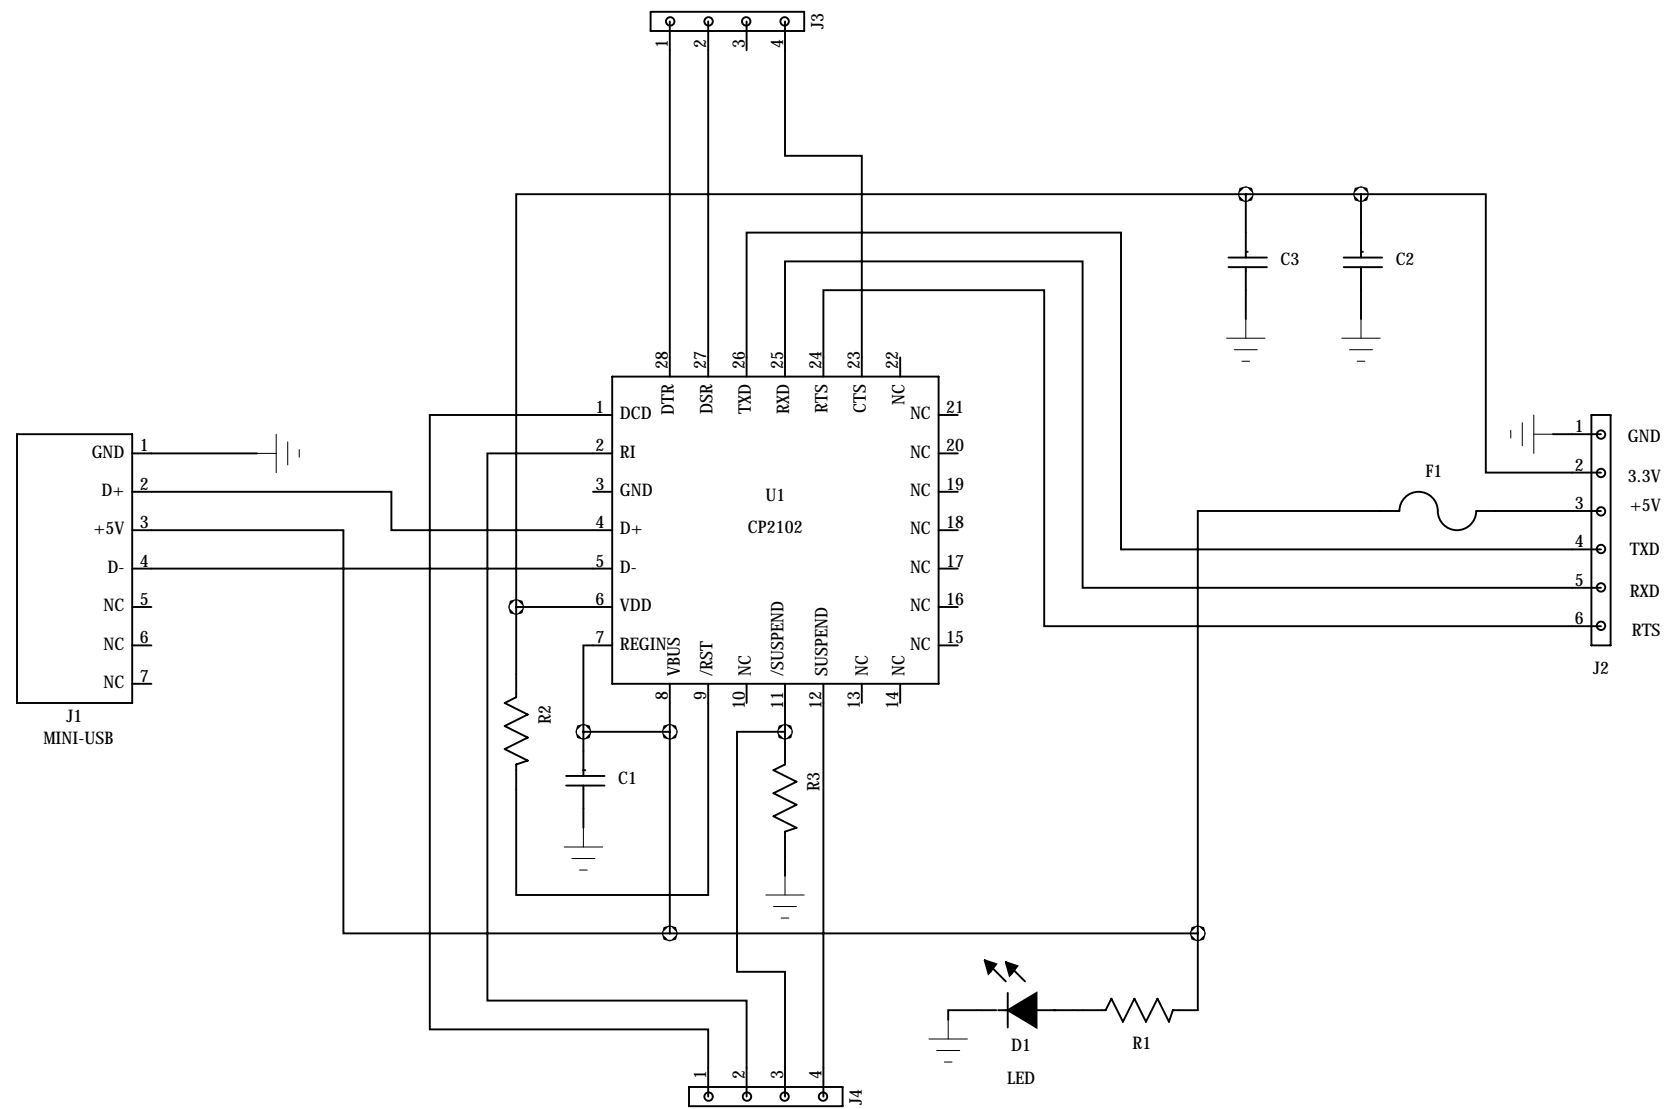 J3
1 2 3 4
C3 C2
28 27 26 25 24 23 22
DTR DSR TXD RXD RTS CTS NC
1 DCD NC 21
2 RI NC 20
3 GND NC 19
4 D+ NC 18
5 D- NC 17
6 VDD NC 16
7 REGIN NC 15
U1
CP2102
VBUS /RST NC /SUSPEND SUSPEND NC NC
8 9 10 11 12 13 14
GND 1
D+ 2
+5V 3
D- 4
NC 5
NC 6
NC 7
J1
MINI-USB
F1
1 GND
2 3.3V
3 +5V
4 TXD
5 RXD
6 RTS
J2
R2
C1
R3
D1
LED
R1
1 2 3 4
J4